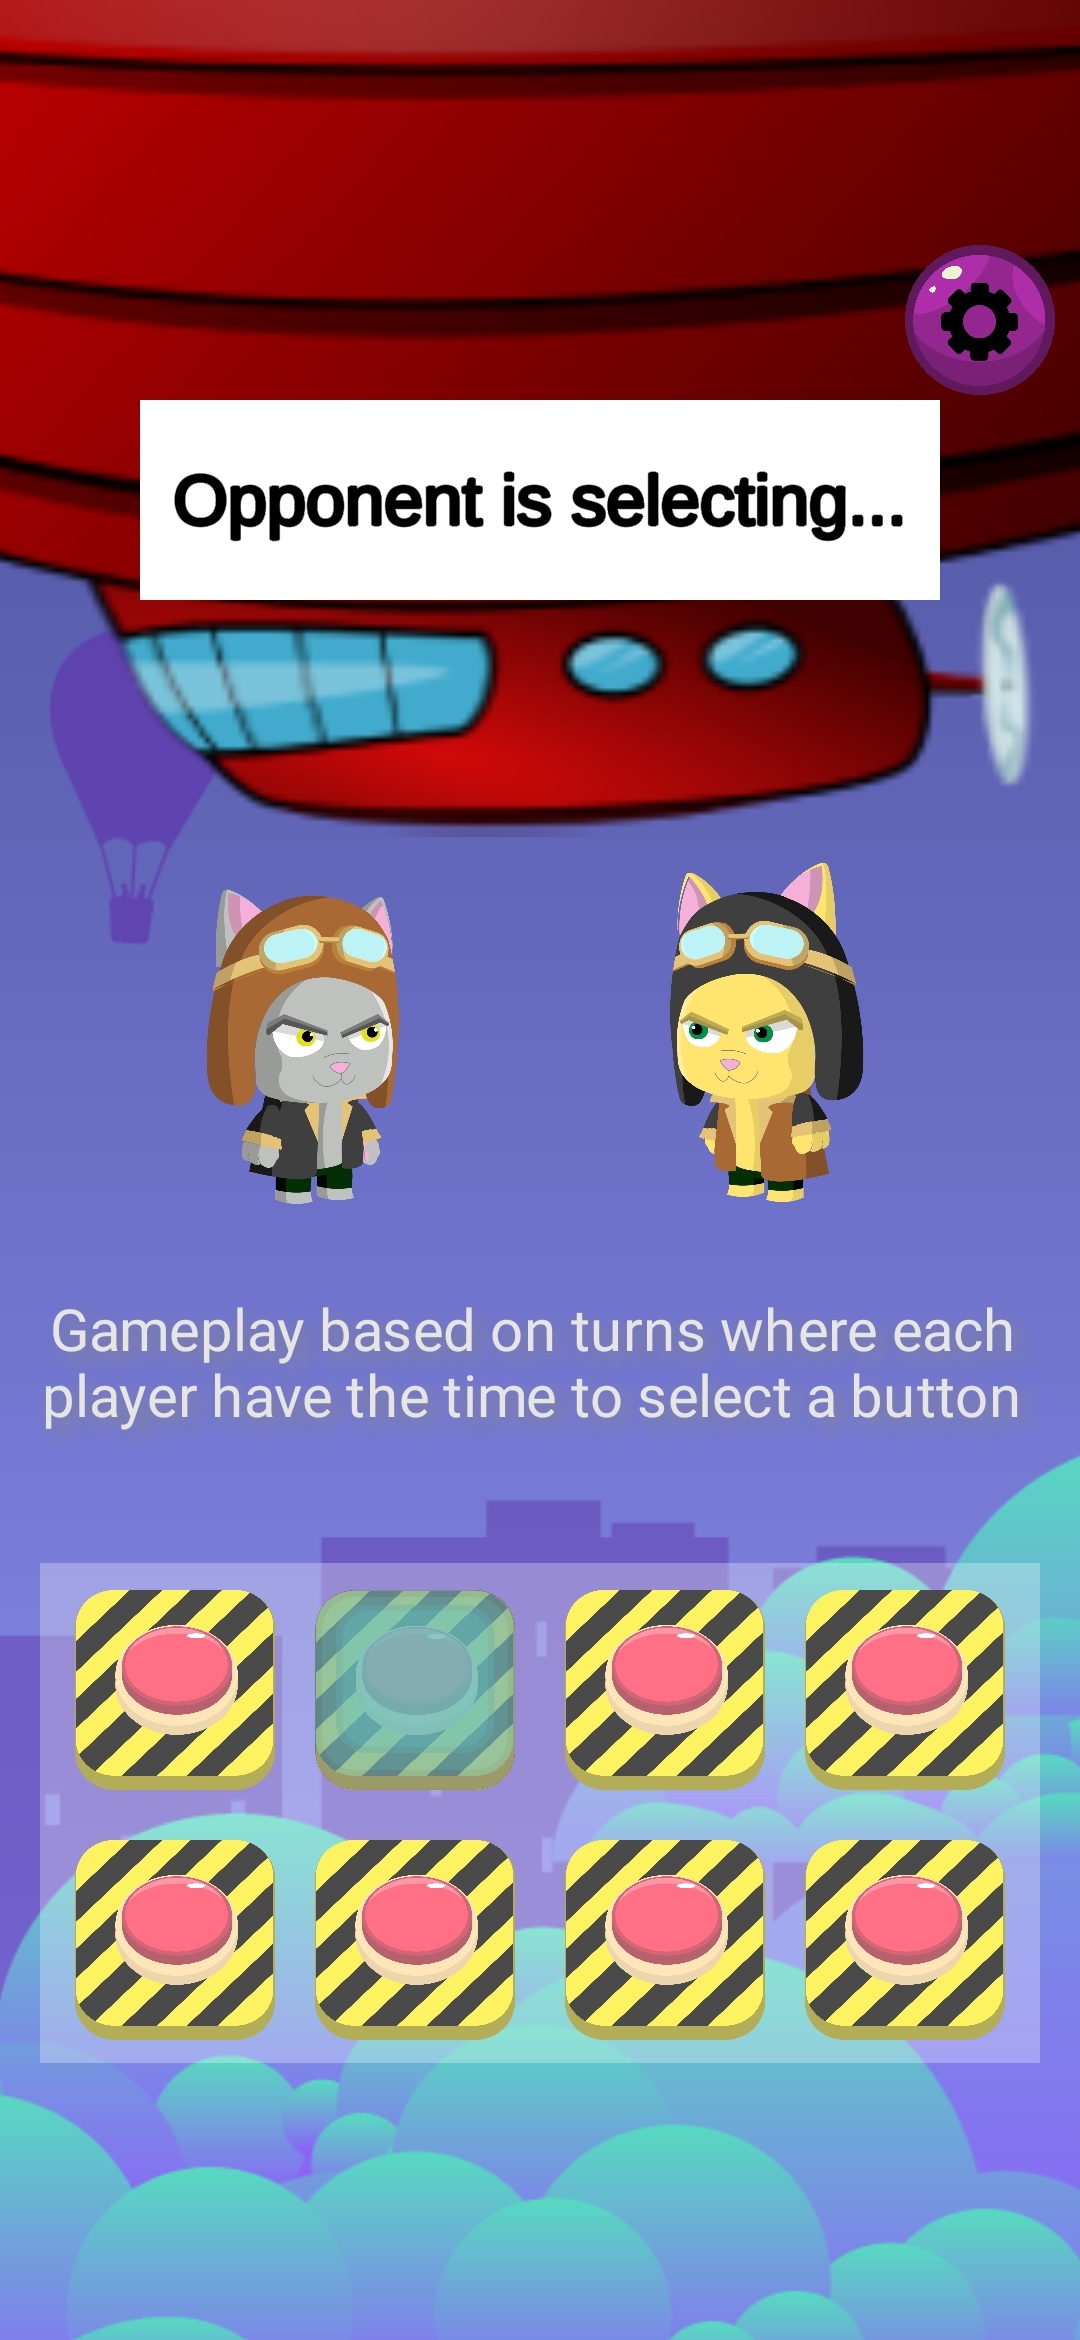 Opponent is selecting...
Gameplay based on turns where each
player have the time to select a button